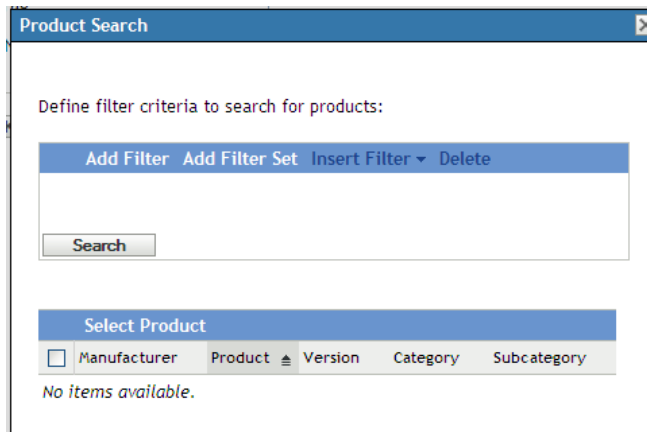 Product Search
Define filter criteria to search for products:
Add Filter Add Filter Set Insert Filter Delete
Search
Select Product
Manufacturer Product Version Category Subcategory
No items available.